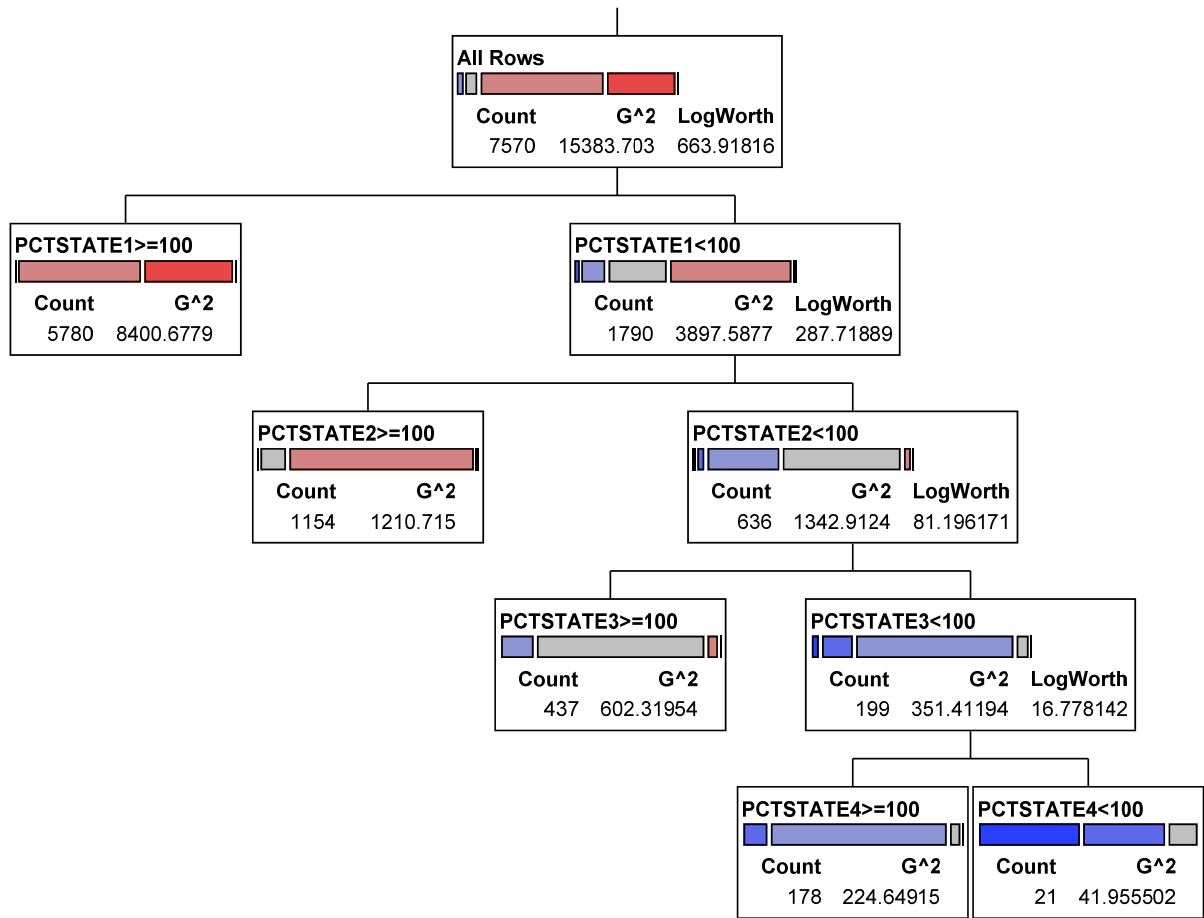 All Rows
Count G^2 LogWorth
7570 15383.703 663.91816
PCTSTATE1>=100
Count G^2
5780 8400.6779
PCTSTATE1<100
Count G^2 LogWorth
1790 3897.5877 287.71889
PCTSTATE2>=100
Count G^2
1154 1210.715
PCTSTATE2<100
Count G^2 LogWorth
636 1342.9124 81.196171
PCTSTATE3>=100
Count G^2
437 602.31954
PCTSTATE3<100
Count G^2 LogWorth
199 351.41194 16.778142
PCTSTATE4>=100
Count G^2
178 224.64915
PCTSTATE4<100
Count G^2
21 41.955502